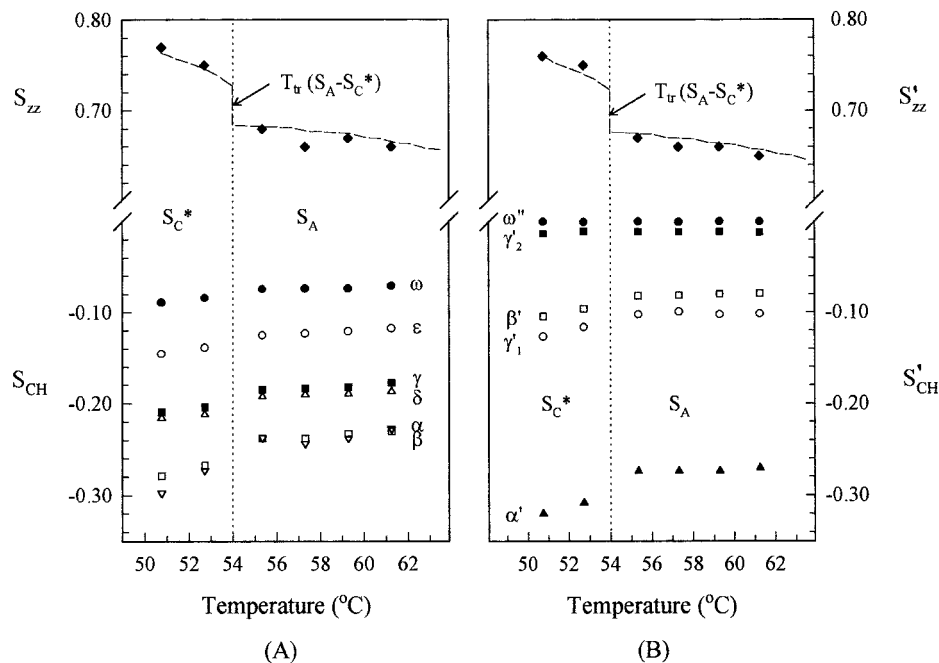 0.80
0.70
S_zz
T_tr (S_A-S_C*)
S_C*
S_A
ω
ε
γ
δ
α
β
-0.10
-0.20
-0.30
S_CH
50 52 54 56 58 60 62
Temperature (°C)
(A)
0.80
0.70
S'_zz
T_tr (S_A-S_C*)
ω"
γ'_2
β'
γ'_1
S_C*
S_A
α'
-0.10
-0.20
-0.30
S'_CH
50 52 54 56 58 60 62
Temperature (°C)
(B)